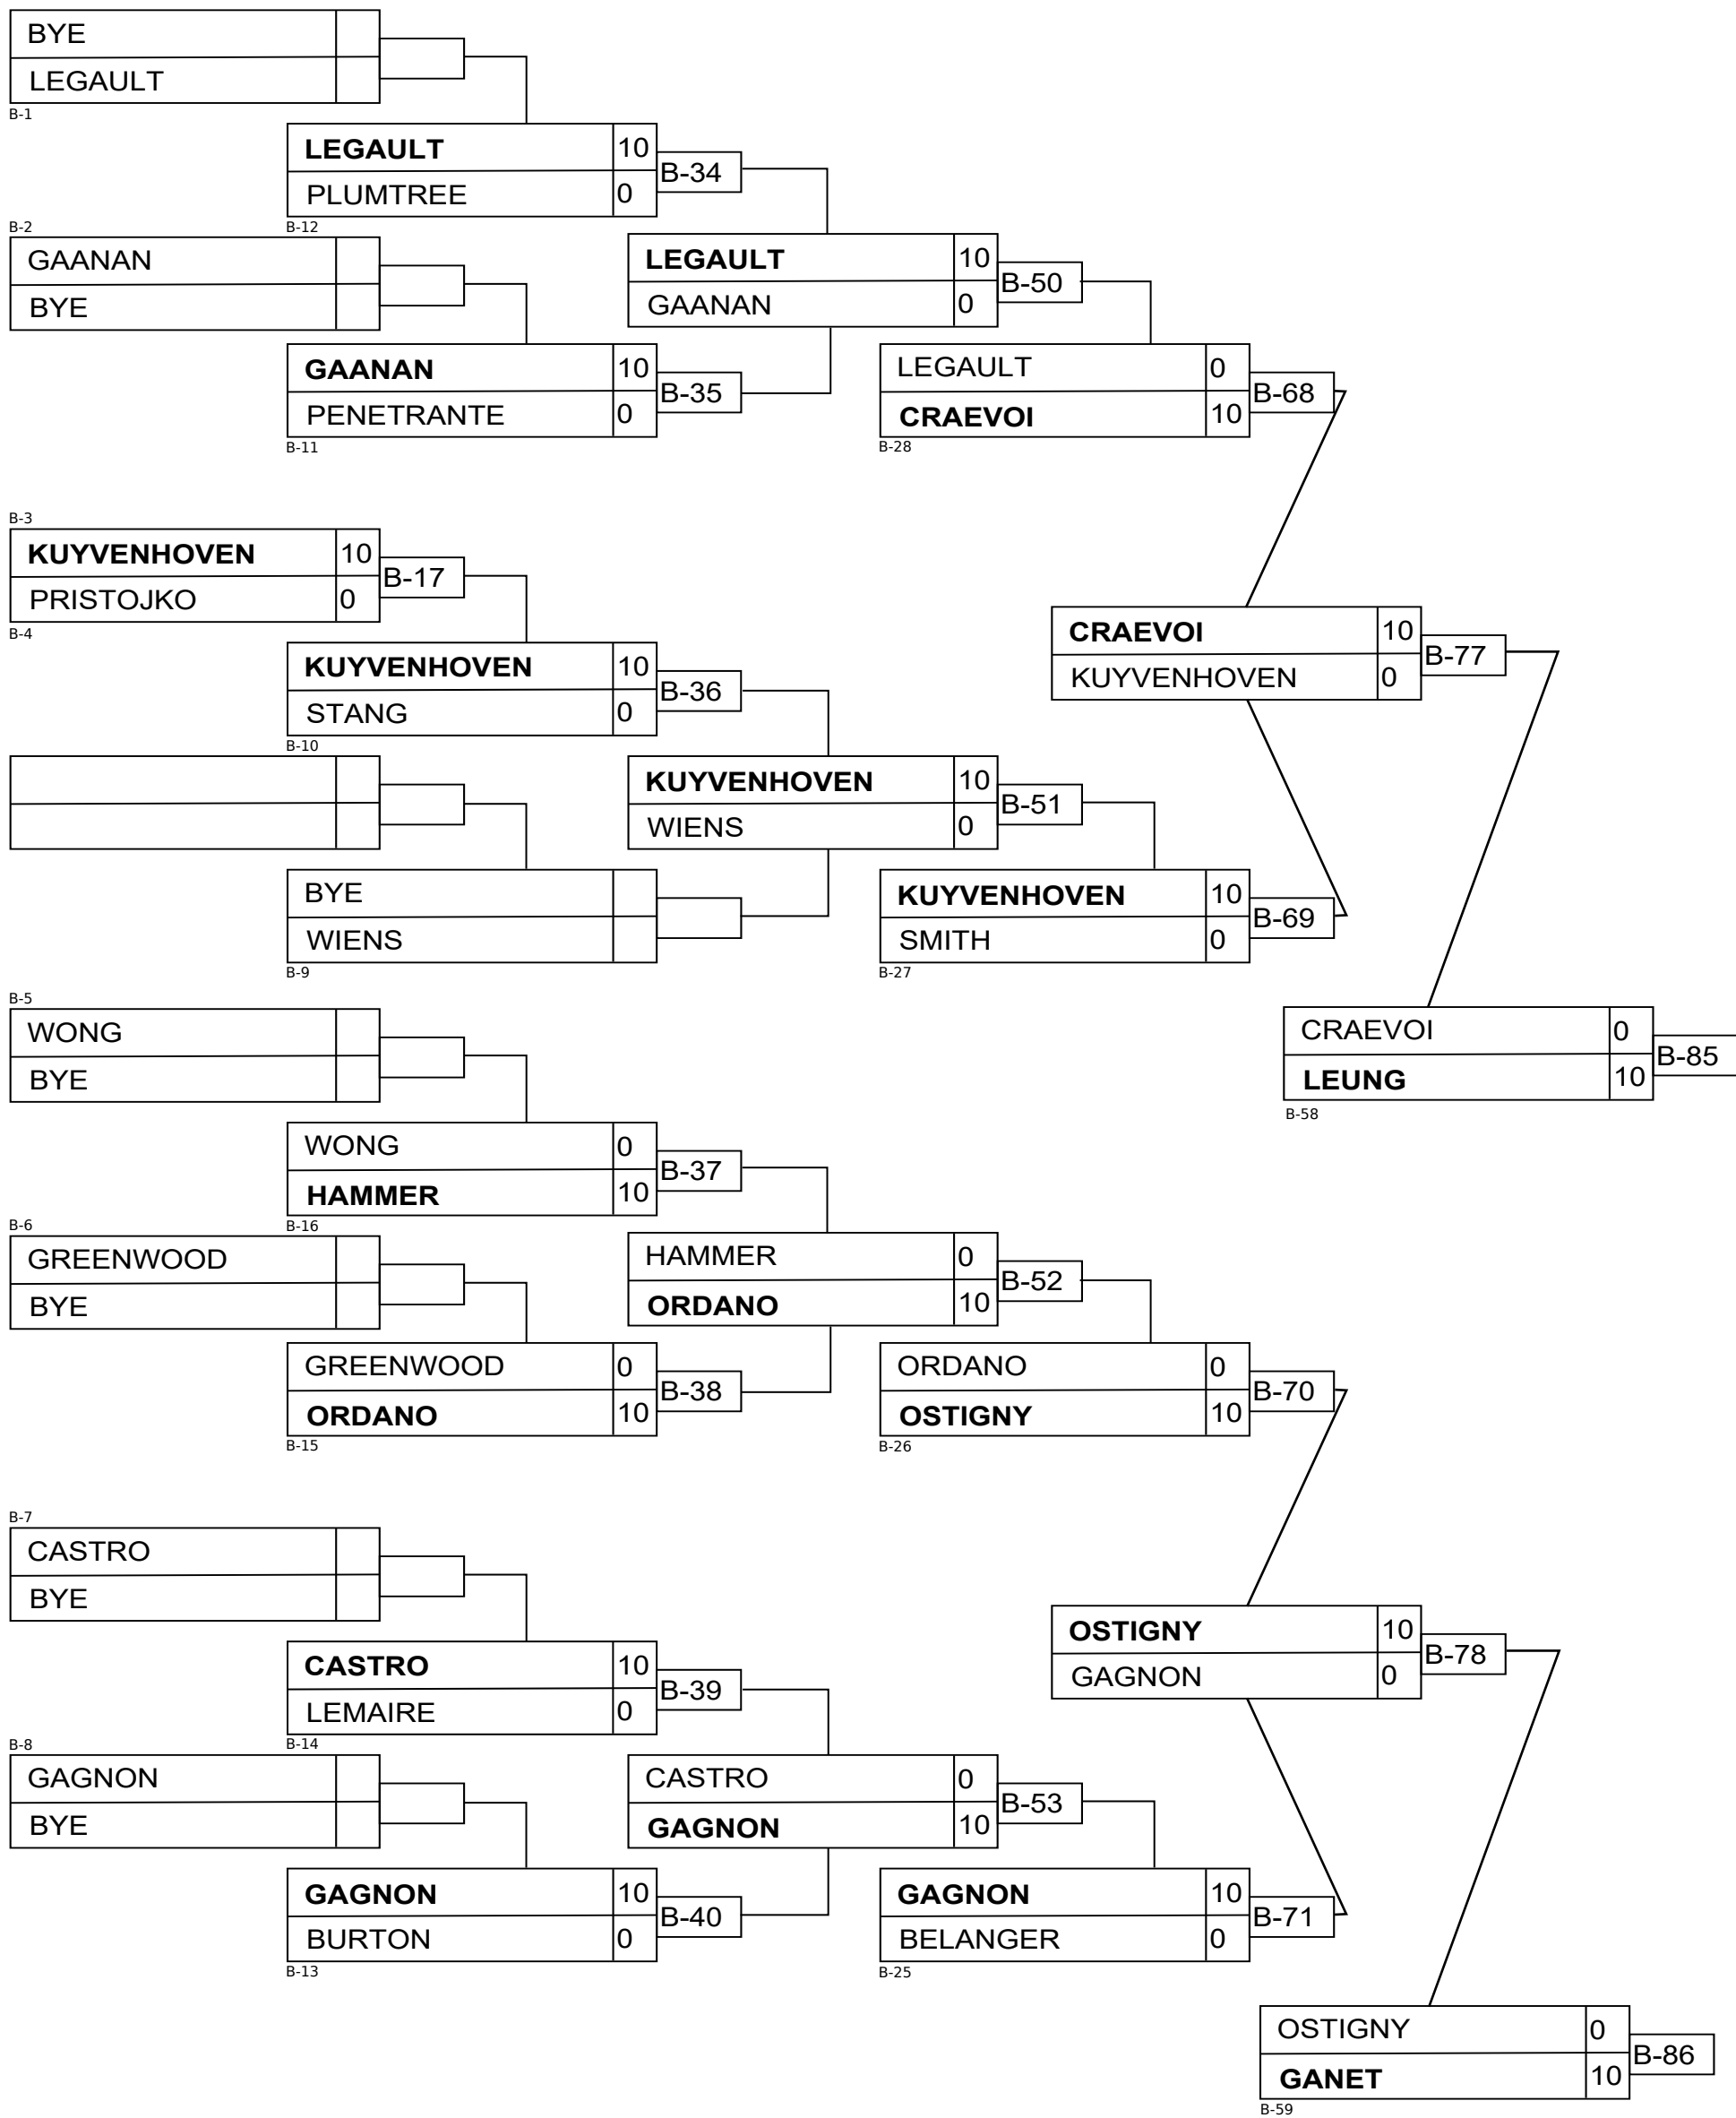 BYE
LEGAULT
B-1
LEGAULT 10
B-34
PLUMTREE 0
B-2
B-12
GAANAN
BYE
LEGAULT 10
B-50
GAANAN 0
GAANAN 10
B-35
PENETRANTE 0
B-11
LEGAULT 0
B-68
CRAEVOI 10
B-28
B-3
KUYVENHOVEN 10
B-17
PRISTOJKO 0
B-4
CRAEVOI 10
B-77
KUYVENHOVEN 0
KUYVENHOVEN 10
B-36
STANG 0
B-10
KUYVENHOVEN 10
B-51
WIENS 0
BYE
WIENS
B-9
KUYVENHOVEN 10
B-69
SMITH 0
B-27
B-5
WONG
BYE
CRAEVOI 0
B-85
LEUNG 10
B-58
WONG 0
B-37
HAMMER 10
B-6
B-16
GREENWOOD
BYE
HAMMER 0
B-52
ORDANO 10
GREENWOOD 0
B-38
ORDANO 10
B-15
ORDANO 0
B-70
OSTIGNY 10
B-26
B-7
CASTRO
BYE
OSTIGNY 10
B-78
GAGNON 0
CASTRO 10
B-39
LEMAIRE 0
B-8
B-14
GAGNON
BYE
CASTRO 0
B-53
GAGNON 10
GAGNON 10
B-40
BURTON 0
B-13
GAGNON 10
B-71
BELANGER 0
B-25
OSTIGNY 0
B-86
GANET 10
B-59